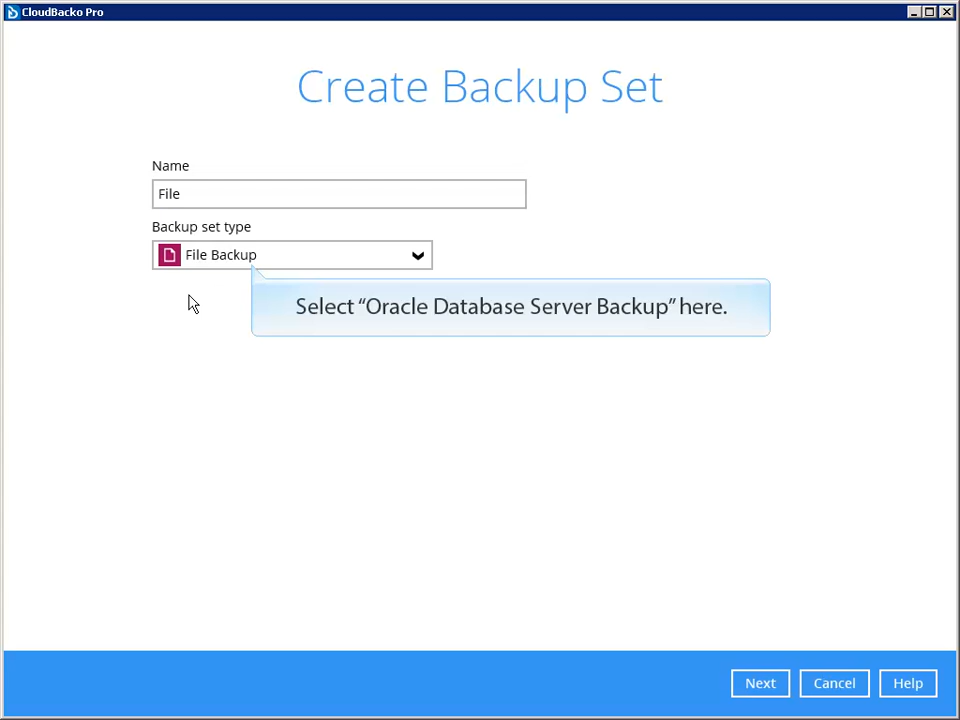 CloudBacko Pro
Create Backup Set
Name
File
Backup set type
File Backup
Select “Oracle Database Server Backup” here.
Next
Cancel
Help